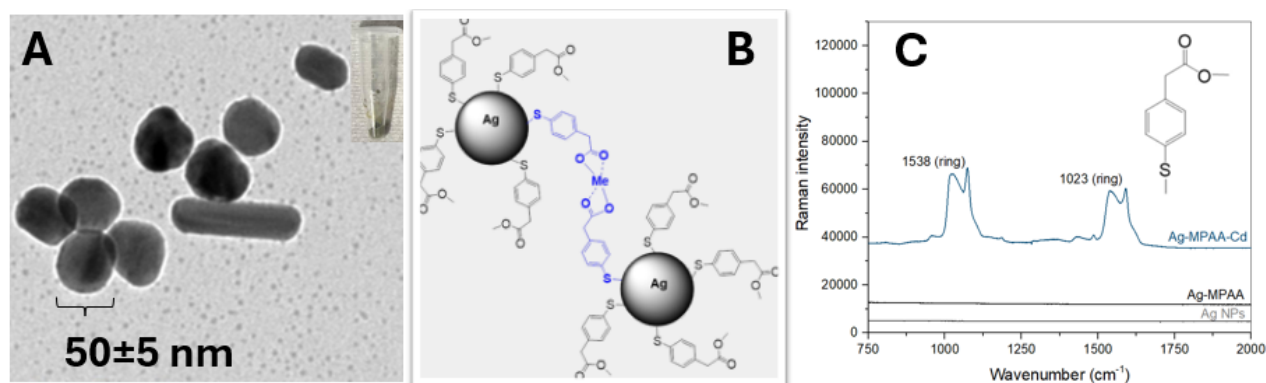 A
50±5 nm
B
O
O
O
O
S
S
S
Ag
S
O
O
S
O
O
Me
O
O
S
O
O
O
O
S
S
Ag
S
O
O
S
S
O
O
O
O
C
Raman intensity
120000
100000
80000
60000
40000
20000
0
O
O
S
1538 (ring)
1023 (ring)
Ag-MPAA-Cd
Ag-MPAA
Ag NPs
750
1000
1250
1500
1750
2000
Wavenumber (cm⁻¹)